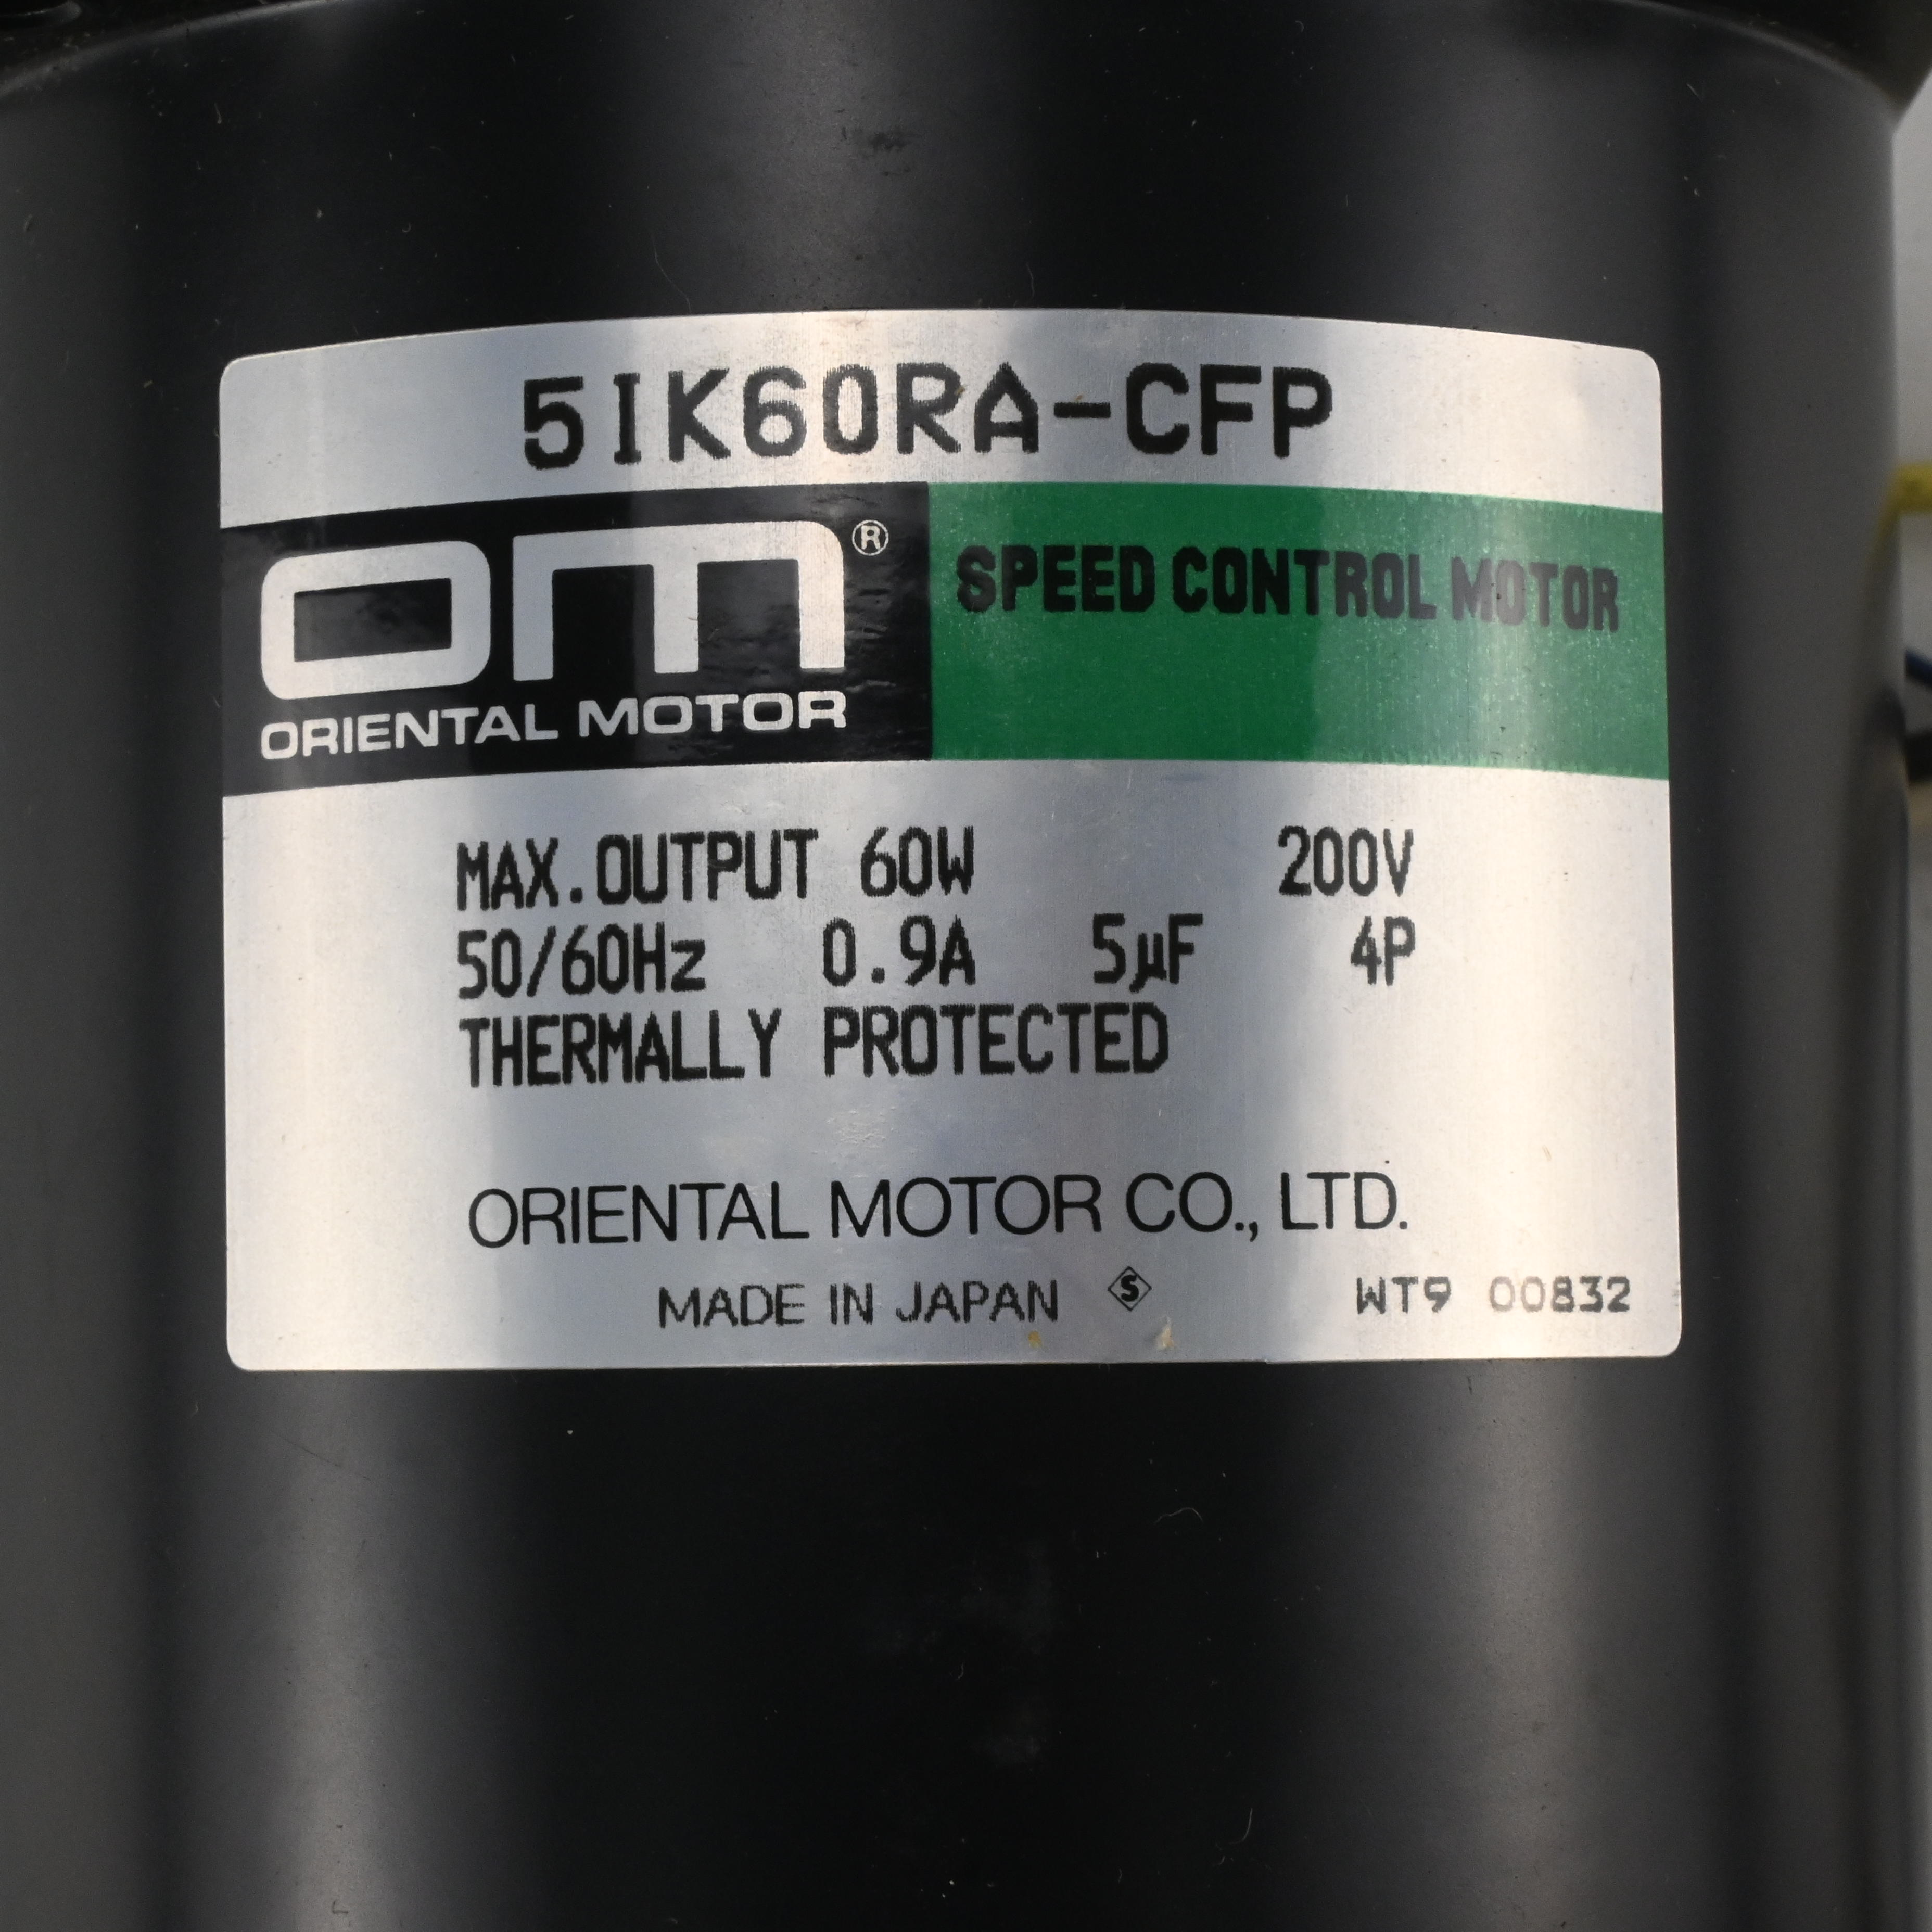 5IK60RA-CFP
om®
ORIENTAL MOTOR
SPEED CONTROL MOTOR
MAX.OUTPUT 60W 200V
50/60Hz 0.9A 5µF 4P
THERMALLY PROTECTED
ORIENTAL MOTOR CO., LTD.
MADE IN JAPAN S WT9 00832